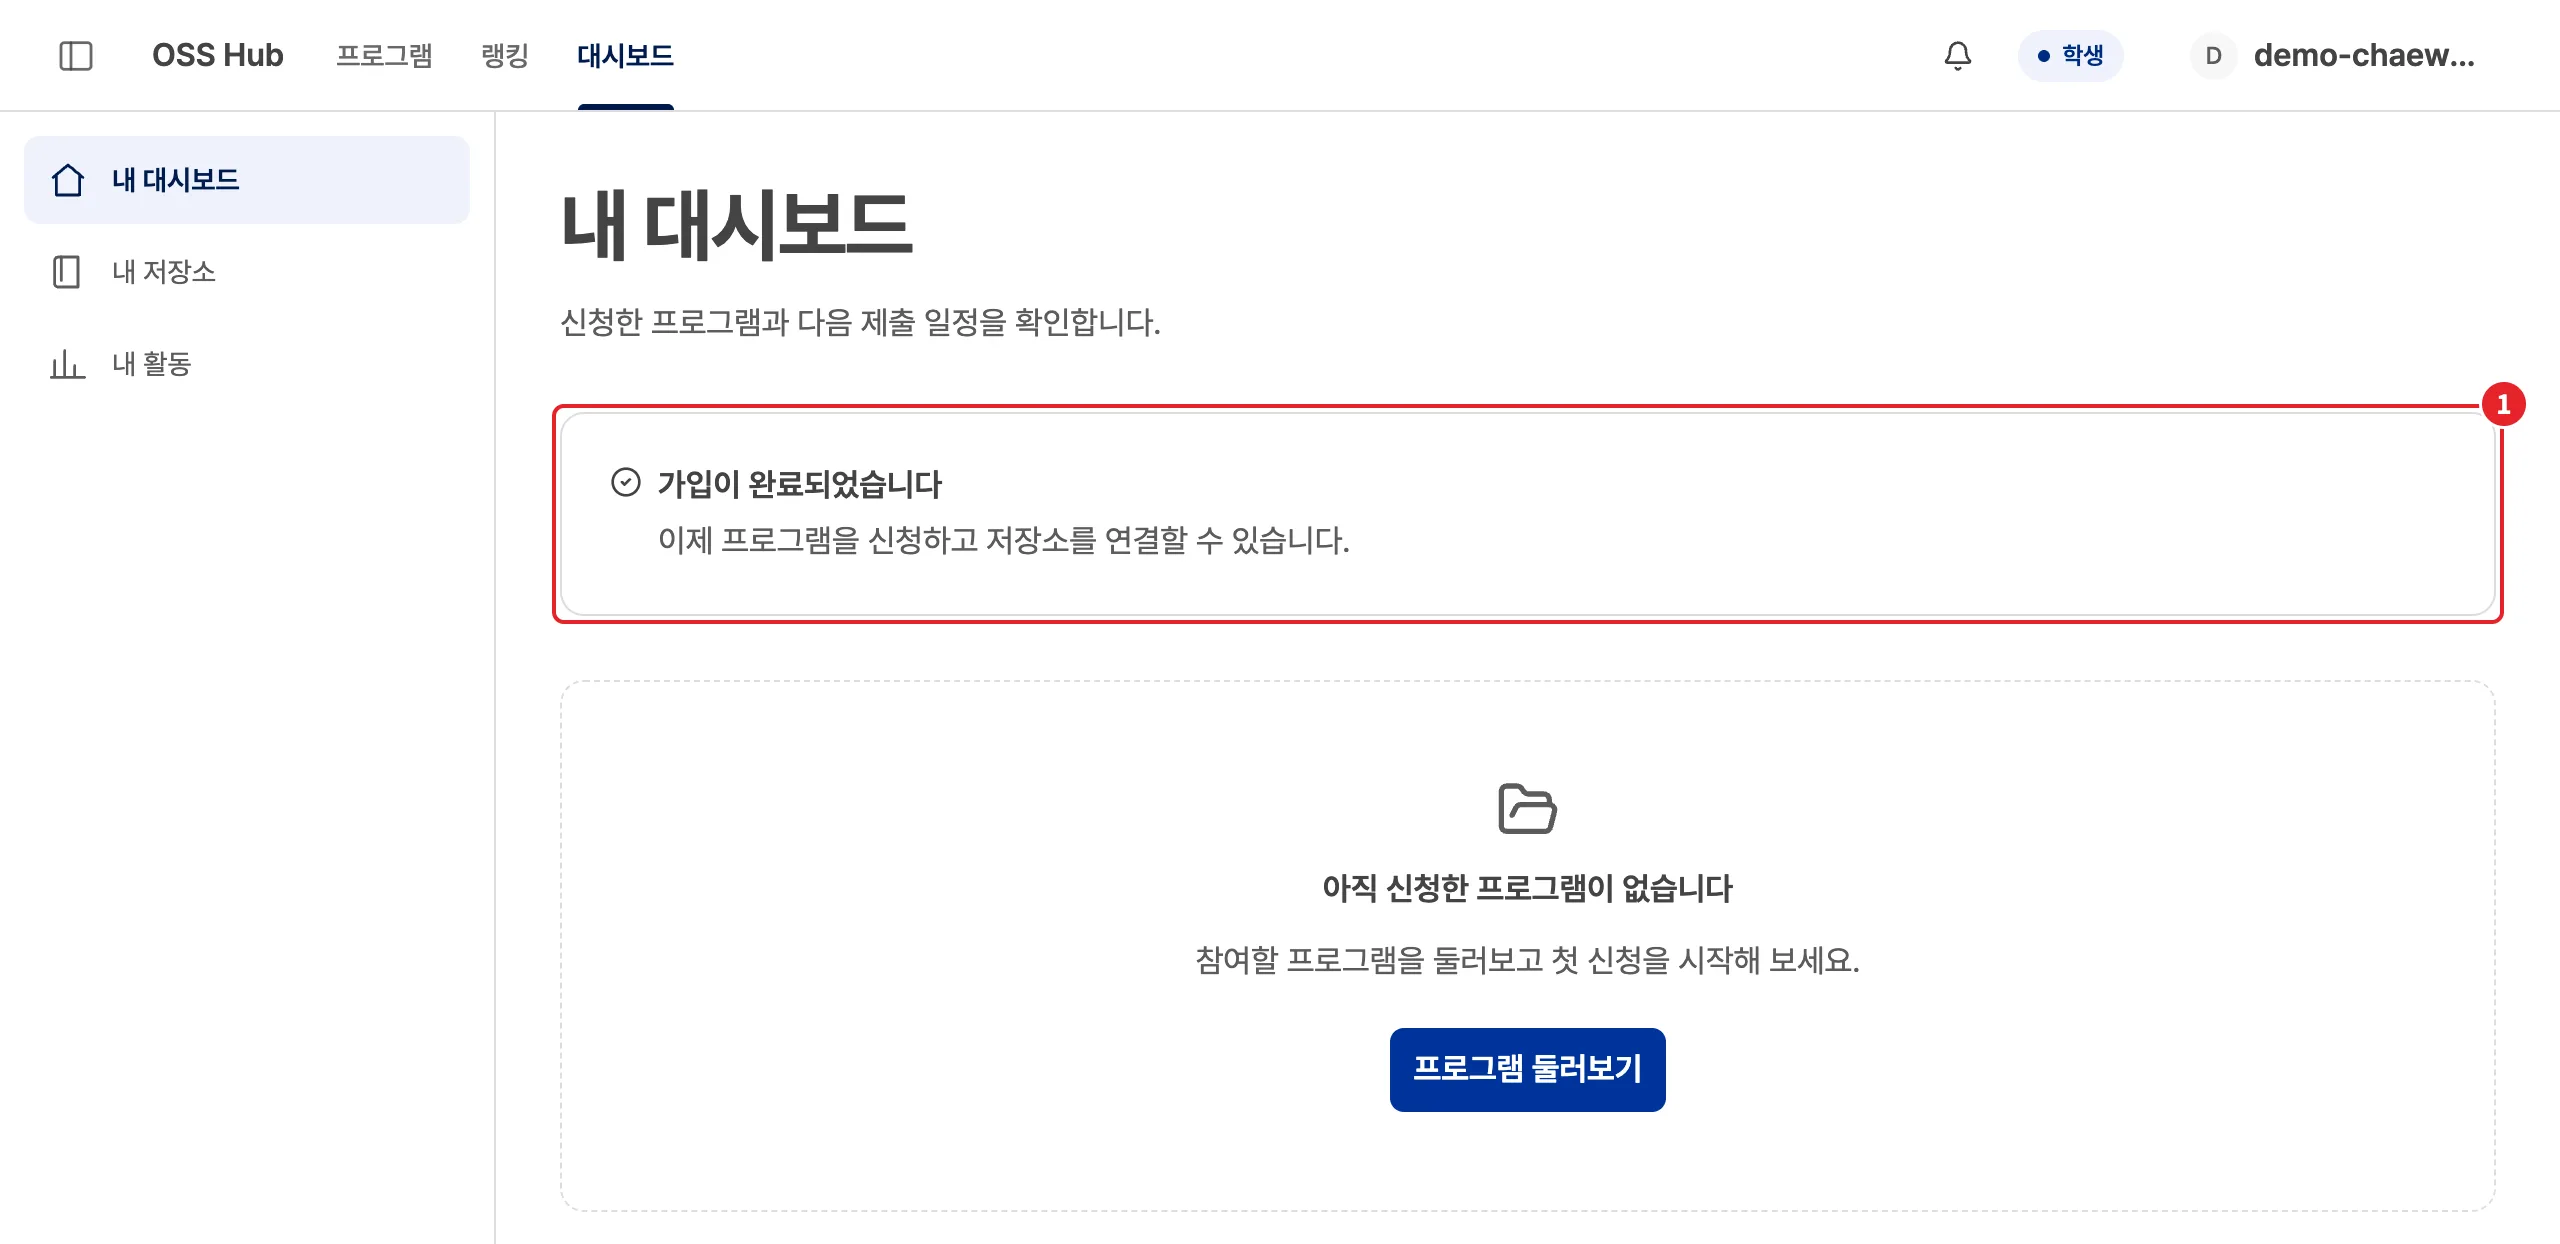 OSS Hub
프로그램
랭킹
대시보드
학생
D
demo-chaew...
내 대시보드
내 저장소
내 활동
내 대시보드
신청한 프로그램과 다음 제출 일정을 확인합니다.
1
가입이 완료되었습니다
이제 프로그램을 신청하고 저장소를 연결할 수 있습니다.
아직 신청한 프로그램이 없습니다
참여할 프로그램을 둘러보고 첫 신청을 시작해 보세요.
프로그램 둘러보기